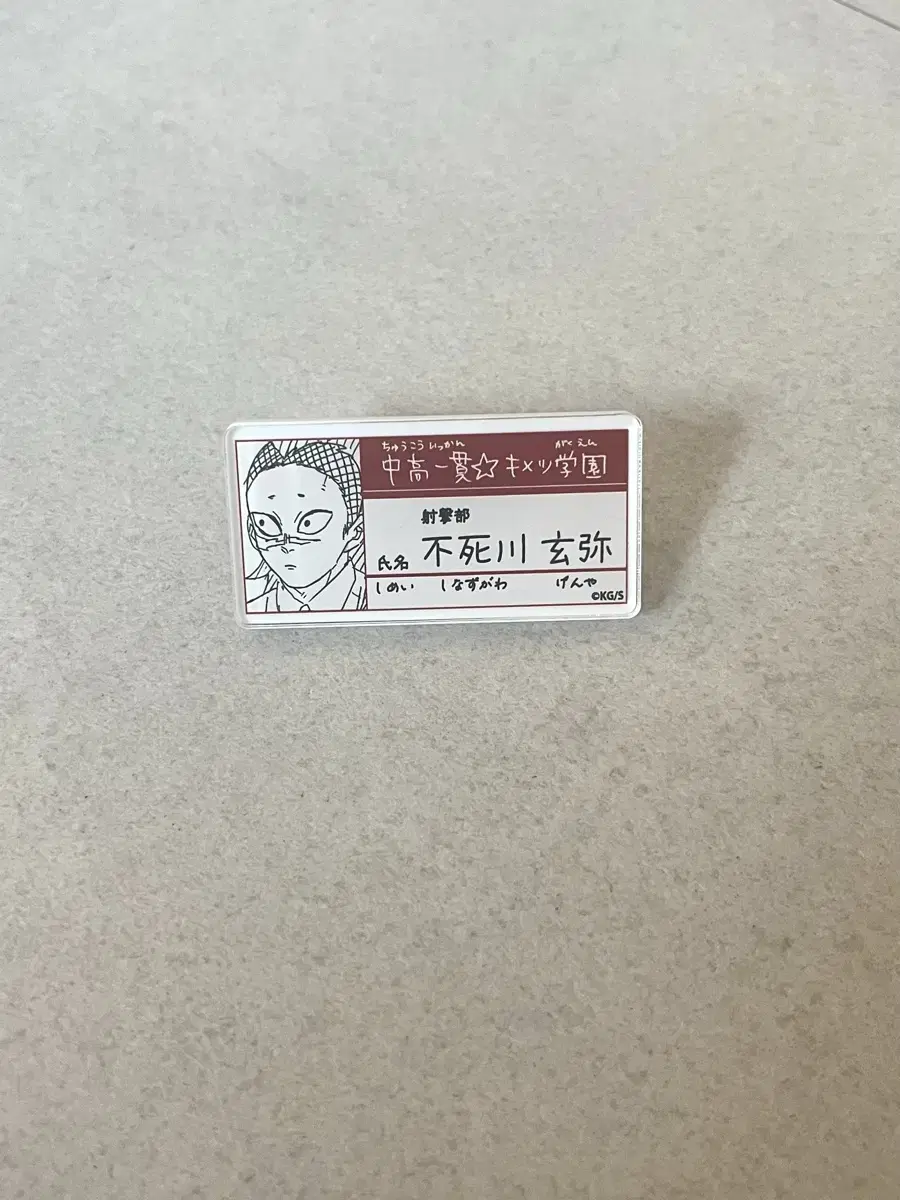 ちゅうこういっかん がくえん
中高一貫☆キメツ学園
射撃部
氏名 不死川 玄弥
しめい しなずがわ げんや
©KG/S